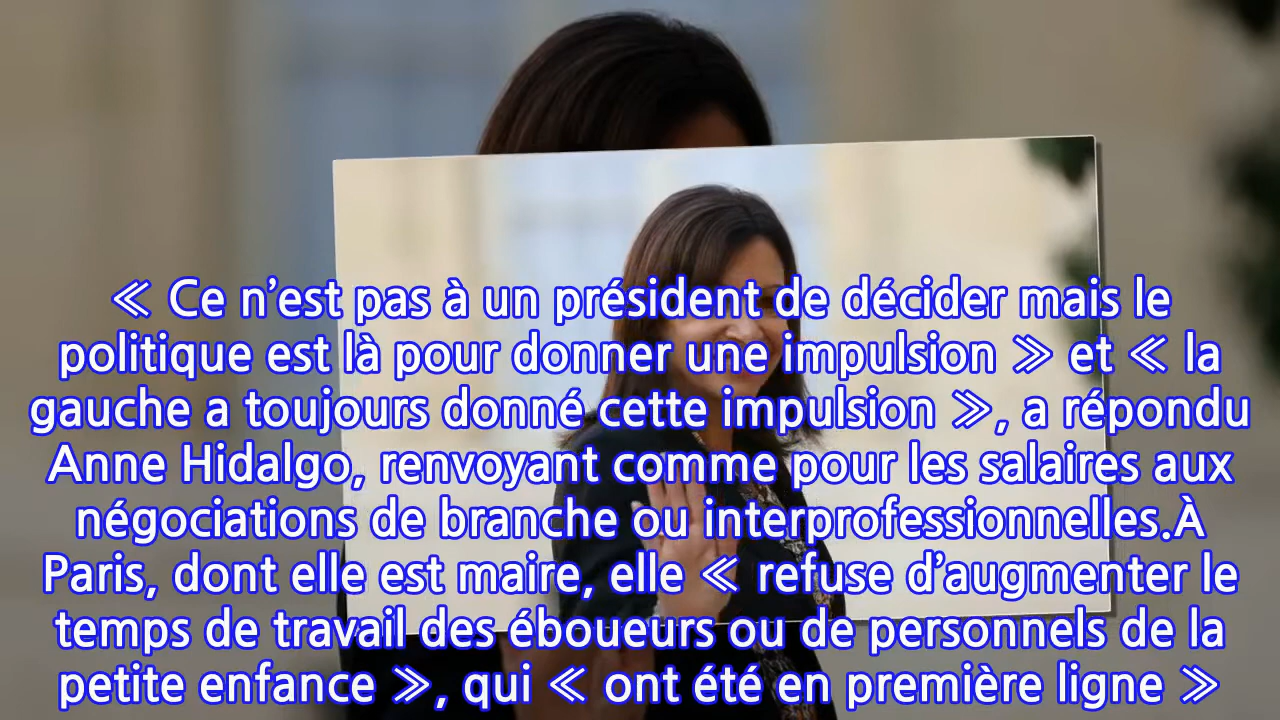 ≪ Ce n’est pas à un président de décider mais le
politique est là pour donner une impulsion ≫ et ≪ la
gauche a toujours donné cette impulsion ≫, a répondu
Anne Hidalgo, renvoyant comme pour les salaires aux
négociations de branche ou interprofessionnelles.À
Paris, dont elle est maire, elle ≪ refuse d’augmenter le
temps de travail des éboueurs ou de personnels de la
petite enfance ≫, qui ≪ ont été en première ligne ≫